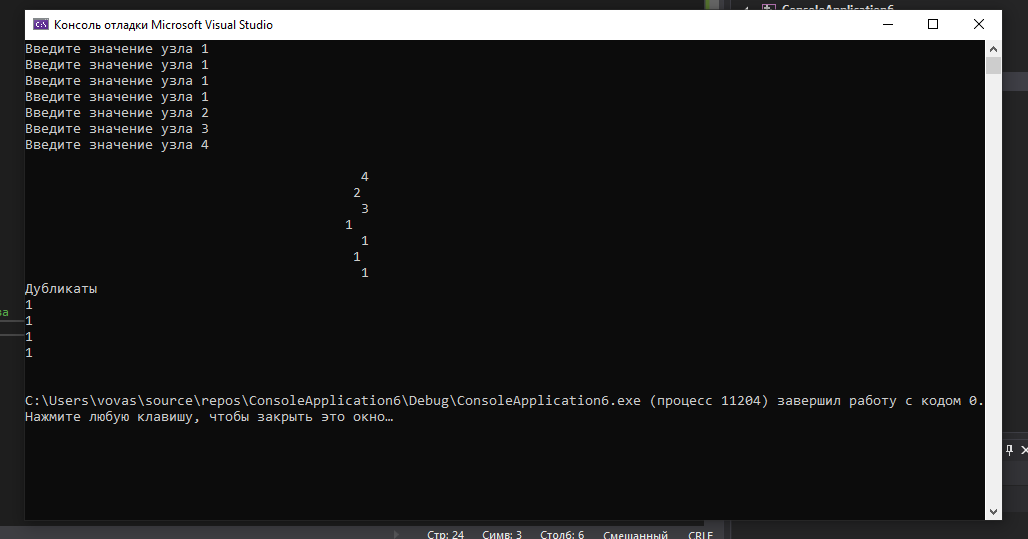 ConsoleApplication6
Консоль отладки Microsoft Visual Studio
Введите значение узла 1
Введите значение узла 1
Введите значение узла 1
Введите значение узла 1
Введите значение узла 2
Введите значение узла 3
Введите значение узла 4
4
2
3
1
1
1
1
Дубликаты
1
1
1
1
C:\Users\vovas\source\repos\ConsoleApplication6\Debug\ConsoleApplication6.exe (процесс 11204) завершил работу с кодом 0.
Нажмите любую клавишу, чтобы закрыть это окно…
Стр: 24 Симв: 3 Столб: 6 Смешанный CRLF